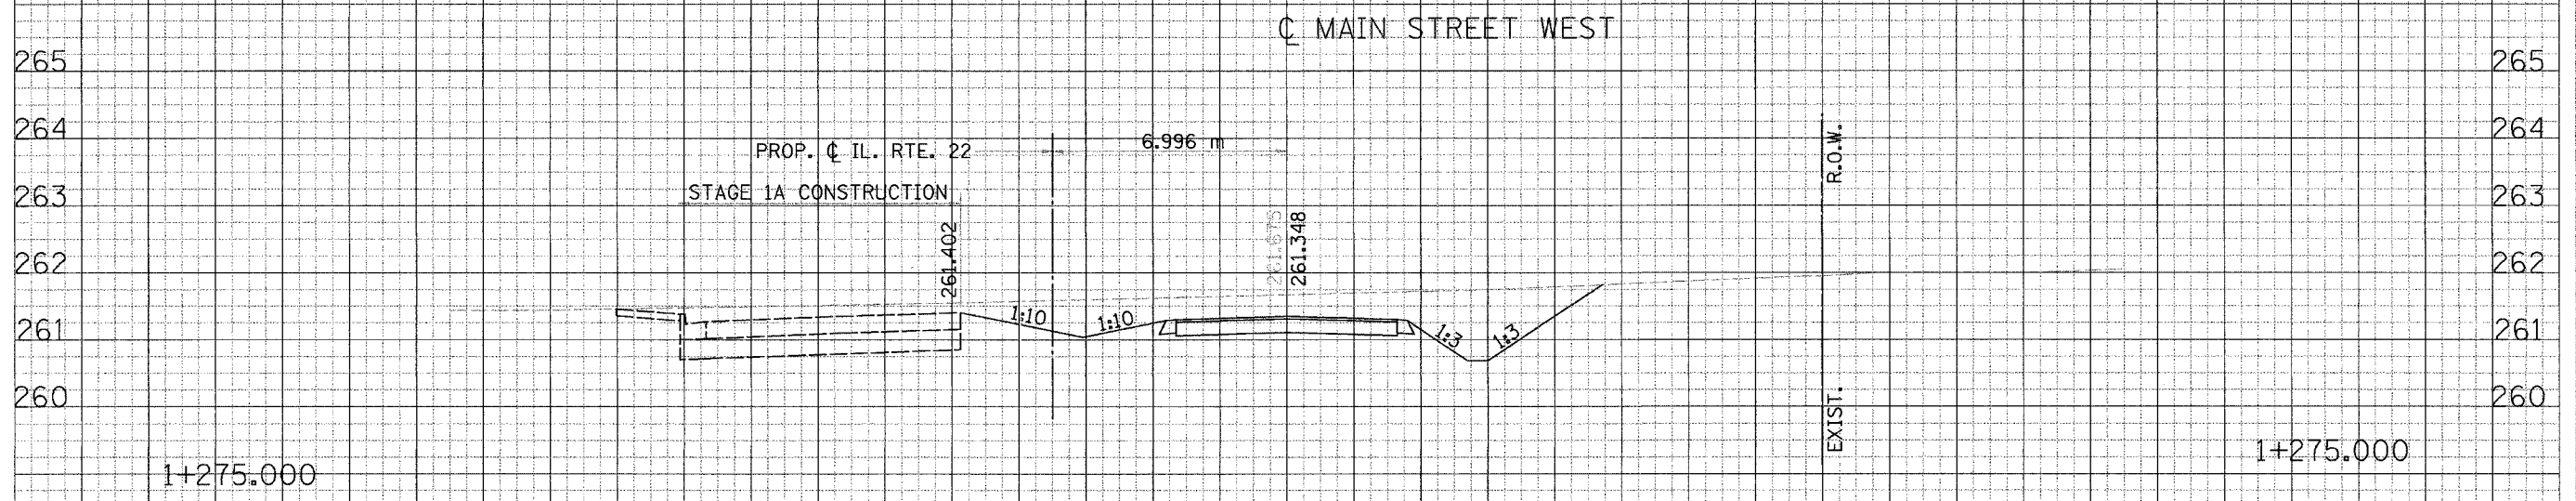 ℄ MAIN STREET WEST
265 265
264 264
6.996 m
PROP. ℄ IL. RTE. 22
R.O.W.
STAGE 1A CONSTRUCTION
263 263
261.402
261.675
261.348
262 262
1:10
1:10
1:3
1:3
261 261
260 260
EXIST.
1+275.000
1+275.000